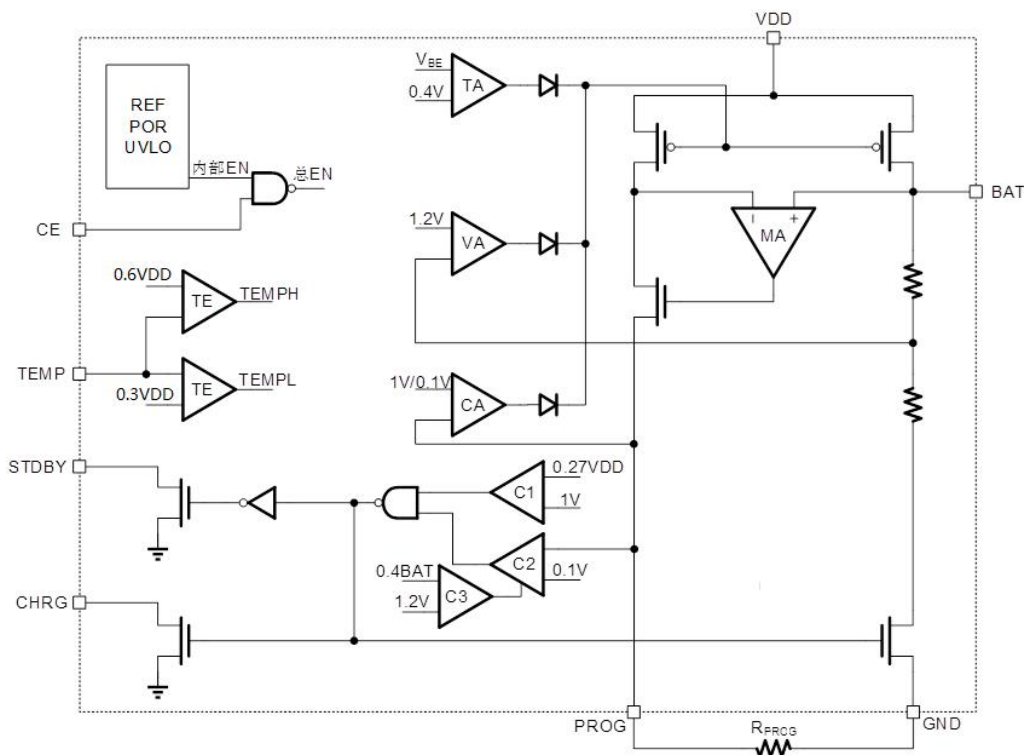 VDD
REF
POR
UVLO
内部EN
总EN
CE
V_BE
0.4V
TA
BAT
MA
1.2V
VA
0.6VDD
TE
TEMPH
TEMP
0.3VDD
TE
TEMPL
1V/0.1V
CA
STDBY
0.27VDD
C1
1V
C2
0.1V
0.4BAT
C3
1.2V
CHRG
PROG
R_PROG
GND